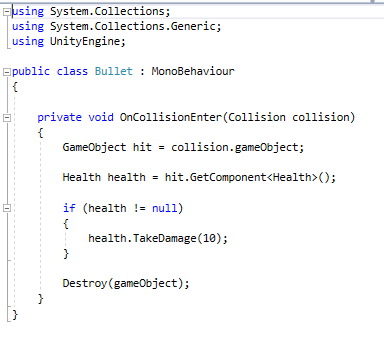 using System.Collections;
using System.Collections.Generic;
using UnityEngine;
public class Bullet : MonoBehaviour
{
private void OnCollisionEnter(Collision collision)
{
GameObject hit = collision.gameObject;
Health health = hit.GetComponent<Health>();
if (health != null)
{
health.TakeDamage(10);
}
Destroy(gameObject);
}
}